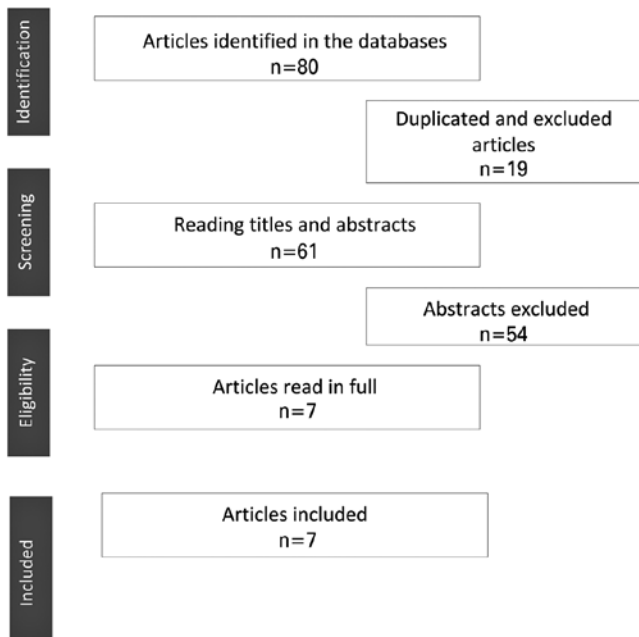 Identification
Articles identified in the databases
n=80
Duplicated and excluded
articles
n=19
Screening
Reading titles and abstracts
n=61
Abstracts excluded
n=54
Eligibility
Articles read in full
n=7
Included
Articles included
n=7